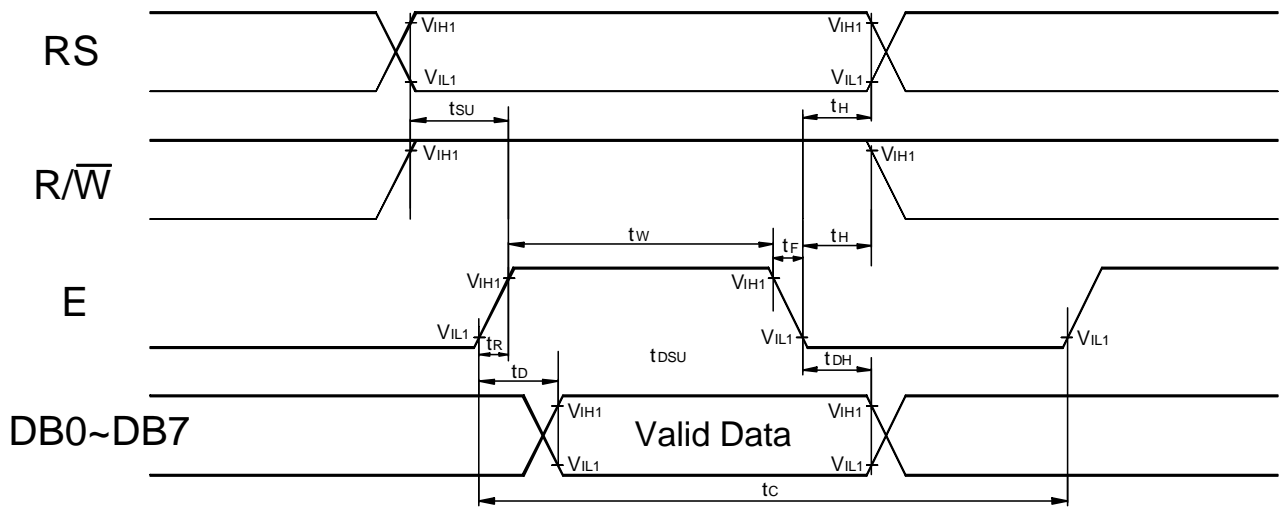 VIH1 VIH1
RS
VIL1 VIL1
tSU tH
VIH1 VIH1
R/W̅
tW tF tH
VIH1 VIH1
E
VIL1 VIL1 VIL1
tR tDSU tDH
tD
VIH1 VIH1
DB0~DB7 Valid Data
VIL1 VIL1
tC